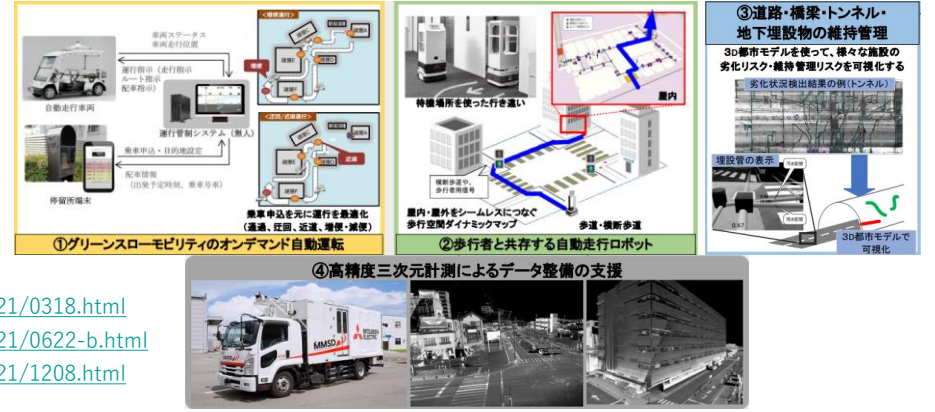 車両ステータス
車両走行位置
運行指示（走行指示
ルート指示
配車指示）
自動走行車両
運行管制システム（無人）
乗車申込・目的地設定
配車情報
（出発予定時刻、乗車号車）
停留所端末
<増便運行>
増便
<迂回/近道運行>
近道
乗車申込を元に運行を最適化
（通過、迂回、近道、増便・減便）
①グリーンスローモビリティのオンデマンド自動運転
待機場所を使った行き違い
屋内
横断歩道や、
歩行者用信号
屋内・屋外をシームレスにつなぐ
歩行空間ダイナミックマップ
歩道・横断歩道
②歩行者と共存する自動走行ロボット
③道路・橋梁・トンネル・
地下埋設物の維持管理
3D都市モデルを使って、様々な施設の
劣化リスク・維持管理リスクを可視化する
劣化状況検出結果の例（トンネル）
埋設管の表示
0.67
3D都市モデルで
可視化
④高精度三次元計測によるデータ整備の支援
MMSD
MITSUBISHI
ELECTRIC
21/0318.html
21/0622-b.html
21/1208.html